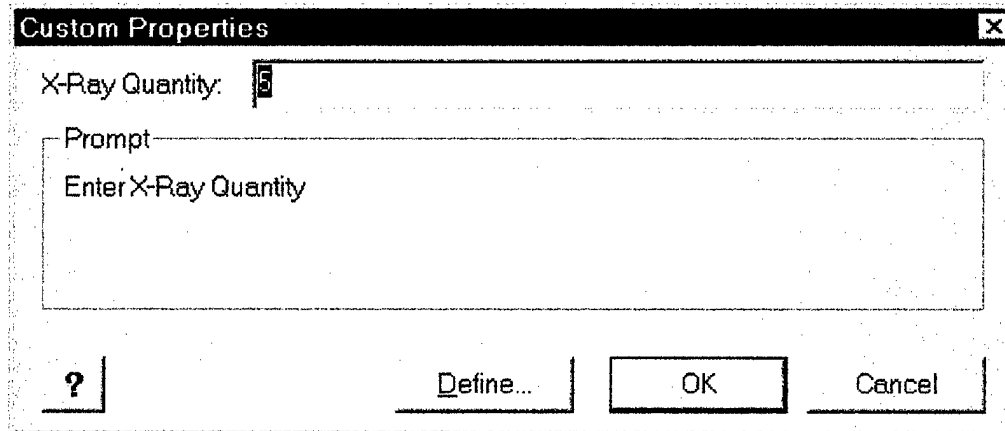 Custom Properties
X-Ray Quantity: 5
Prompt
Enter X-Ray Quantity
? Define... OK Cancel